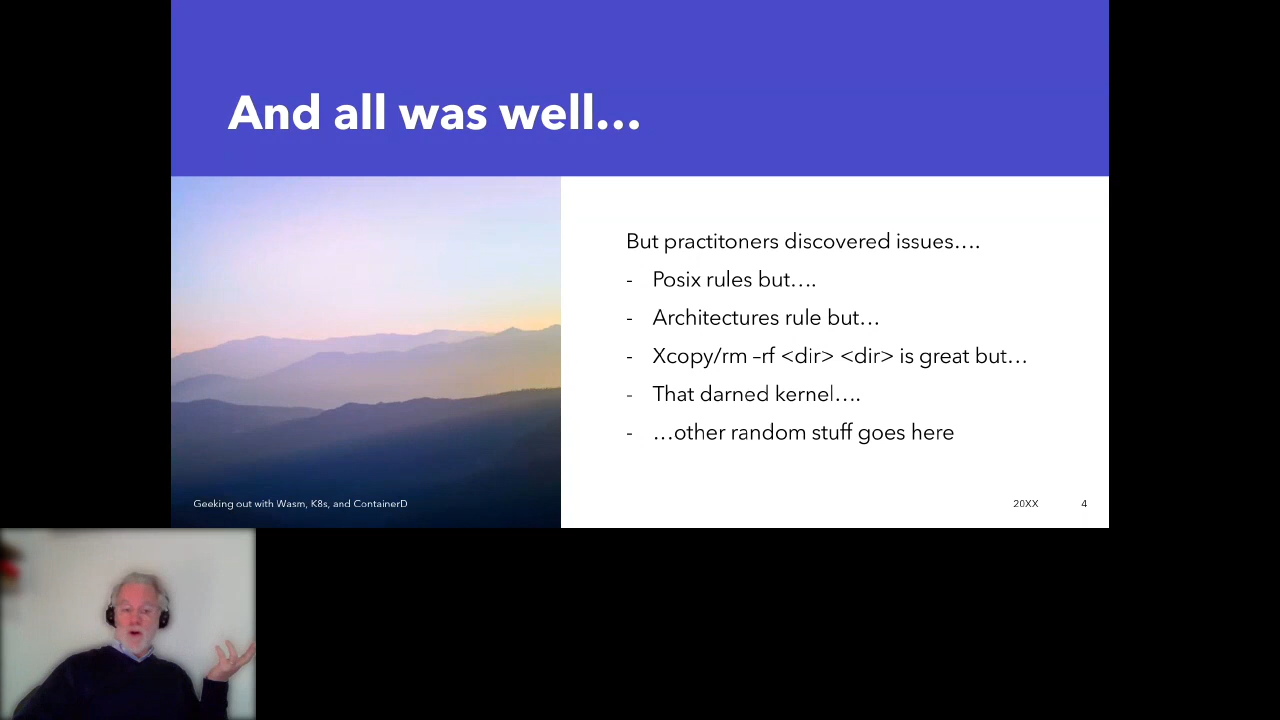 And all was well…
But practitoners discovered issues….
- Posix rules but….
- Architectures rule but…
- Xcopy/rm –rf <dir> <dir> is great but…
- That darned kernel….
- …other random stuff goes here
Geeking out with Wasm, K8s, and ContainerD
20XX
4